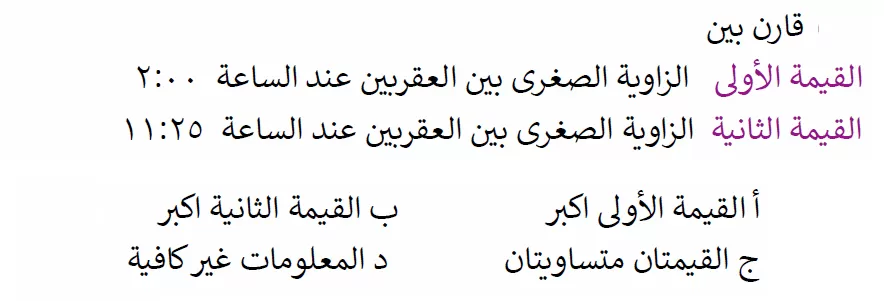 قارن بين
القيمة الأولى الزاوية الصغرى بين العقربين عند الساعة ٢:٠٠
القيمة الثانية الزاوية الصغرى بين العقربين عند الساعة ١١:٢٥
أ القيمة الأولى اكبر ب القيمة الثانية اكبر
ج القيمتان متساويتان د المعلومات غير كافية